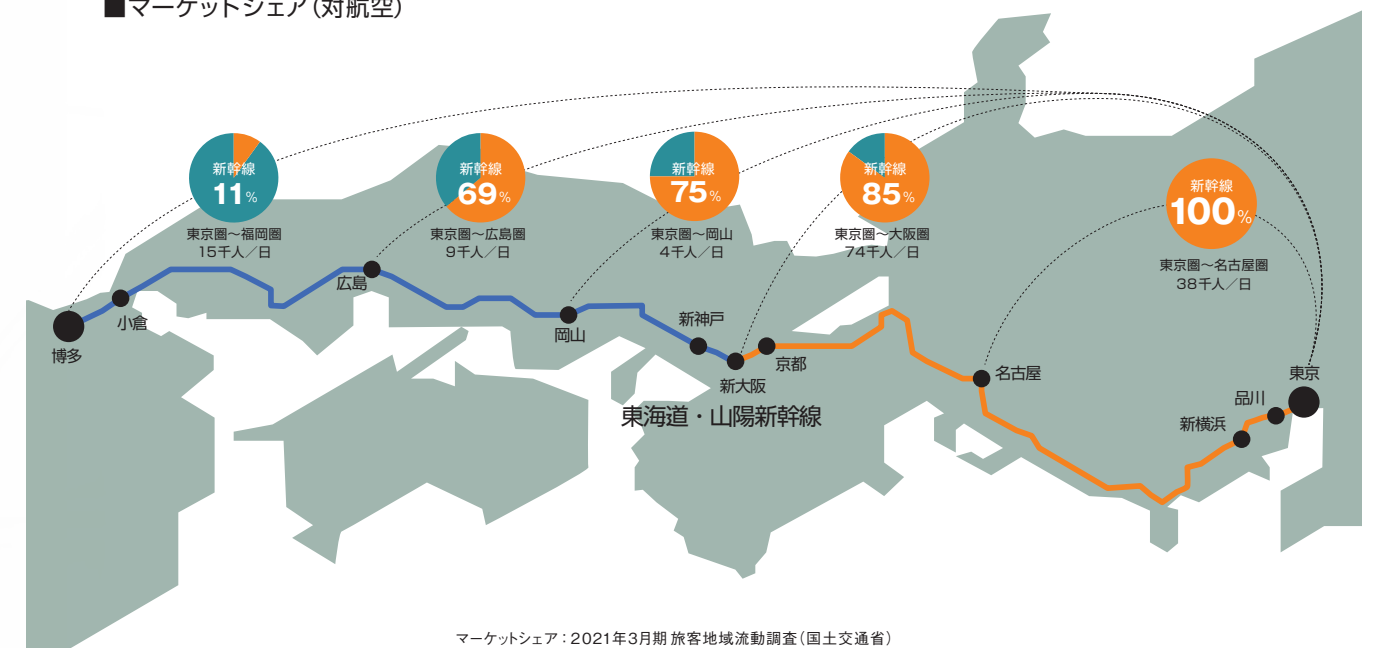 ■マーケットシェア(対航空)
新幹線
11%
東京圏〜福岡圏
15千人／日
新幹線
69%
東京圏〜広島圏
9千人／日
新幹線
75%
東京圏〜岡山
4千人／日
新幹線
85%
東京圏〜大阪圏
74千人／日
新幹線
100%
東京圏〜名古屋圏
38千人／日
博多
小倉
広島
岡山
新神戸
新大阪
京都
名古屋
新横浜
品川
東京
東海道・山陽新幹線
マーケットシェア：2021年3月期 旅客地域流動調査(国土交通省)